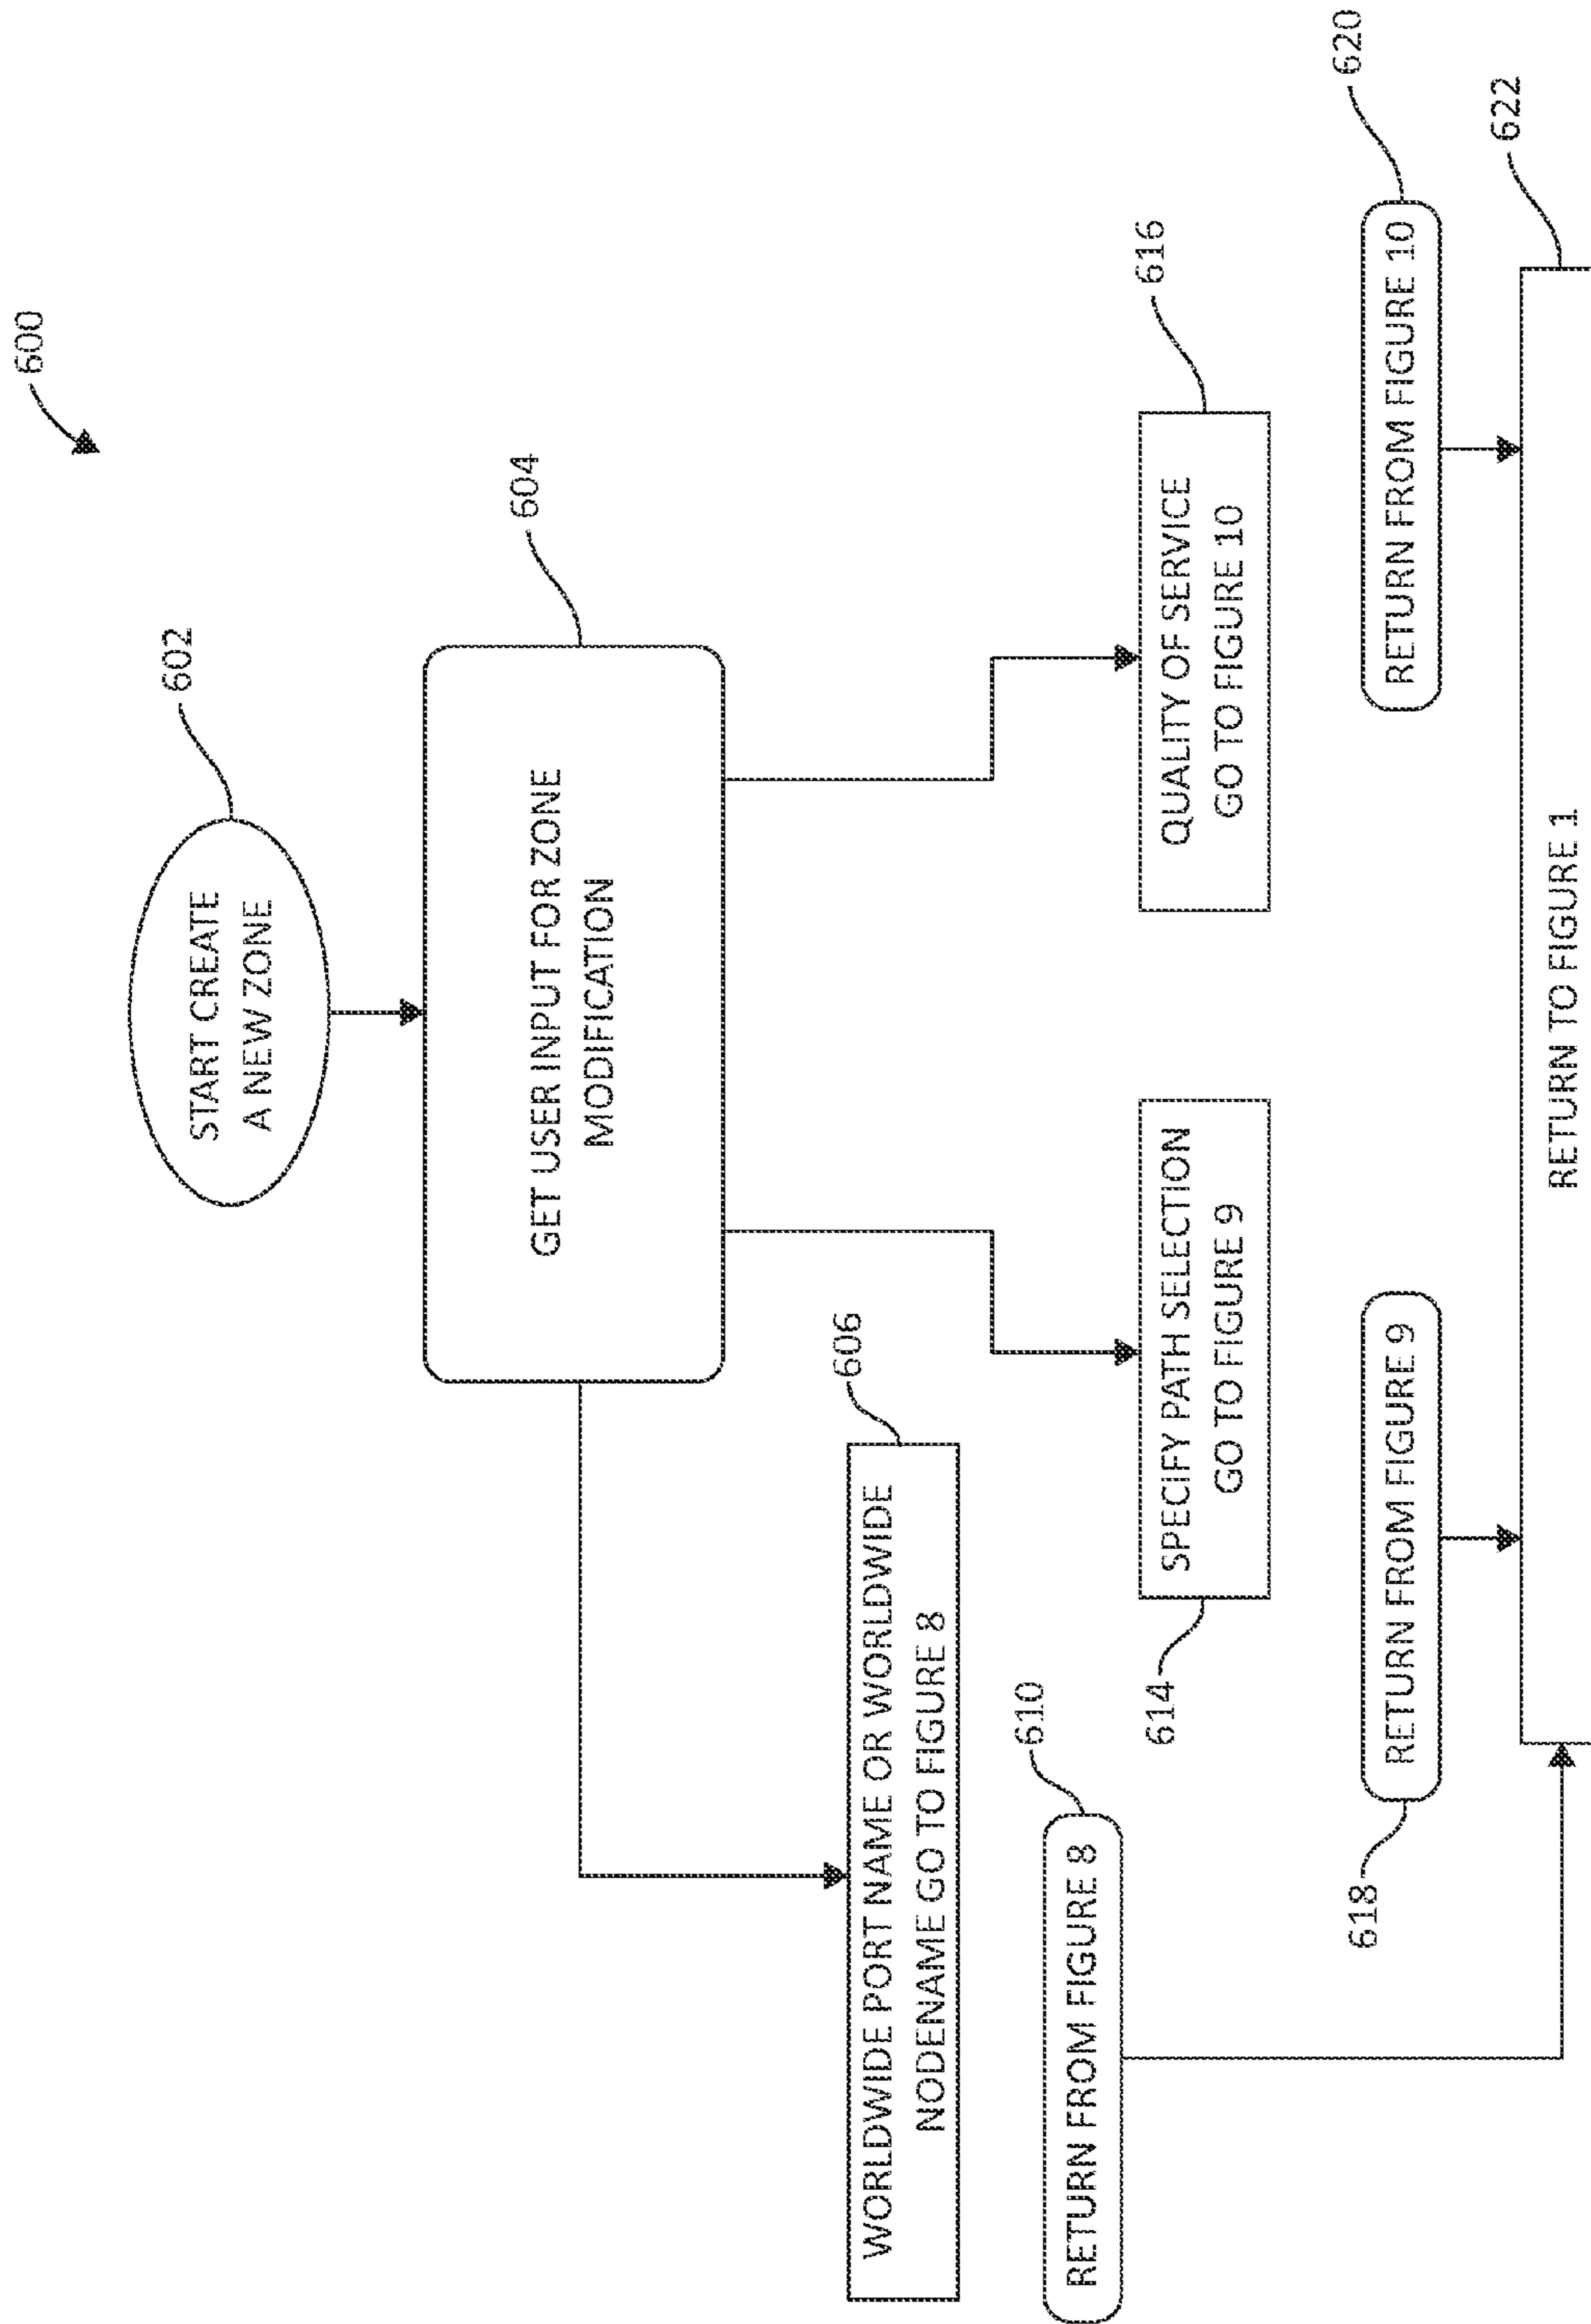 600
602
START CREATE
A NEW ZONE
604
GET USER INPUT FOR ZONE
MODIFICATION
606
WORLDWIDE PORT NAME OR WORLDWIDE
NODENAME GO TO FIGURE 8
610
RETURN FROM FIGURE 8
614
SPECIFY PATH SELECTION
GO TO FIGURE 9
616
QUALITY OF SERVICE
GO TO FIGURE 10
618
RETURN FROM FIGURE 9
620
RETURN FROM FIGURE 10
622
RETURN TO FIGURE 1